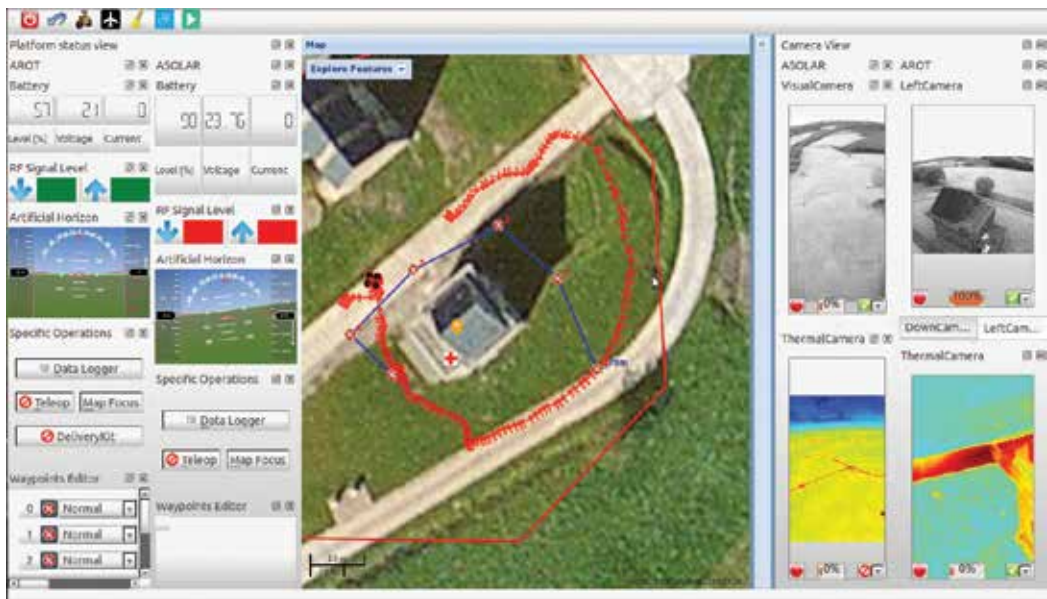 Platform status view
AROT
Battery
57 21 0
Level (%) Voltage Current
RF Signal Level
Artificial Horizon
Specific Operations
Data Logger
Teleop Map Focus
DeliveryKit
Waypoints Editor
0 Normal
1 Normal
2 Normal
ASOLAR
Battery
90 23.76 0
Level (%) Voltage Current
RF Signal Level
Artificial Horizon
Specific Operations
Data Logger
Teleop Map Focus
Waypoints Editor
Map
Explore Features
Camera View
ASOLAR
VisualCamera
0%
ThermalCamera
0%
AROT
LeftCamera
100%
DownCam... LeftCam...
ThermalCamera
0%